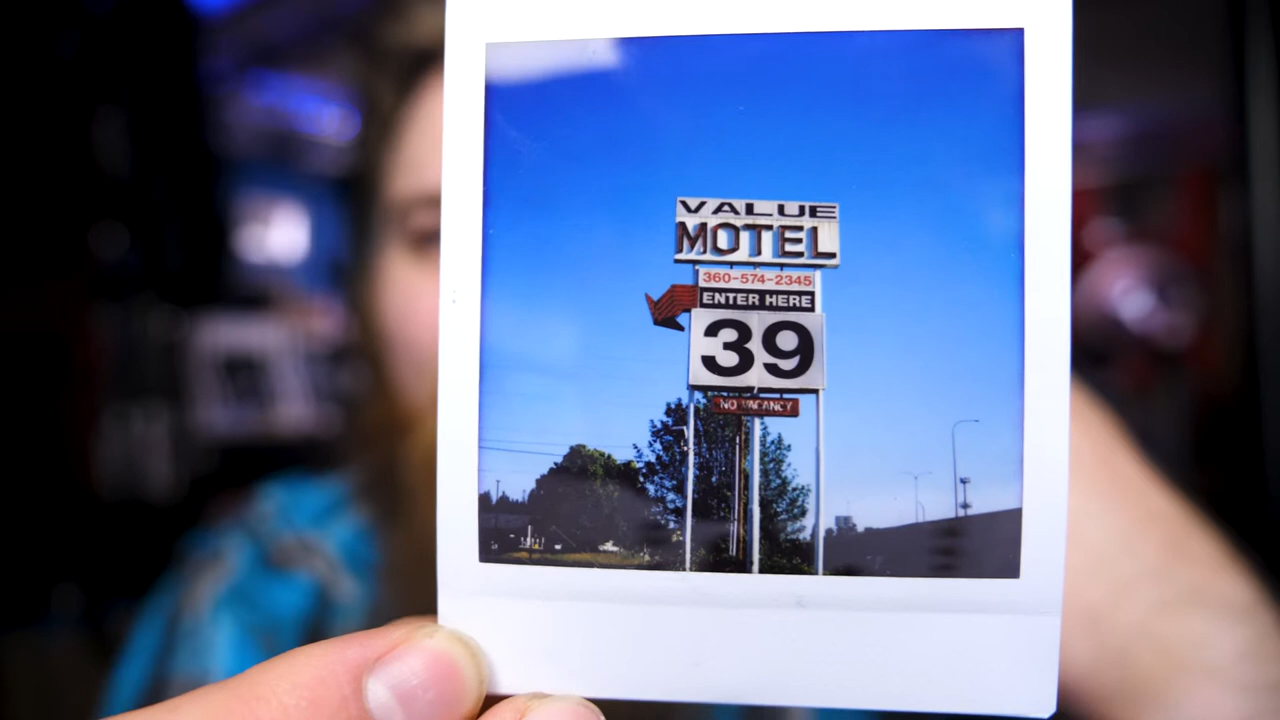 VALUE
MOTEL
360-574-2345
ENTER HERE
39
NO VACANCY